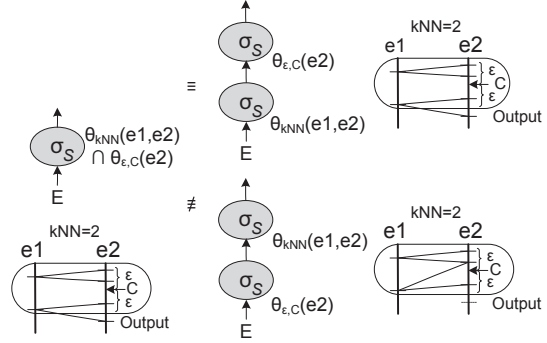 σS
θε,C(e2)
≡
σS
θkNN(e1,e2)
E
kNN=2
e1 e2
ε
C
ε
Output
σS
θkNN(e1,e2)
∩ θε,C(e2)
E
kNN=2
e1 e2
ε
C
ε
Output
≢
σS
θkNN(e1,e2)
σS
θε,C(e2)
E
kNN=2
e1 e2
ε
C
ε
Output